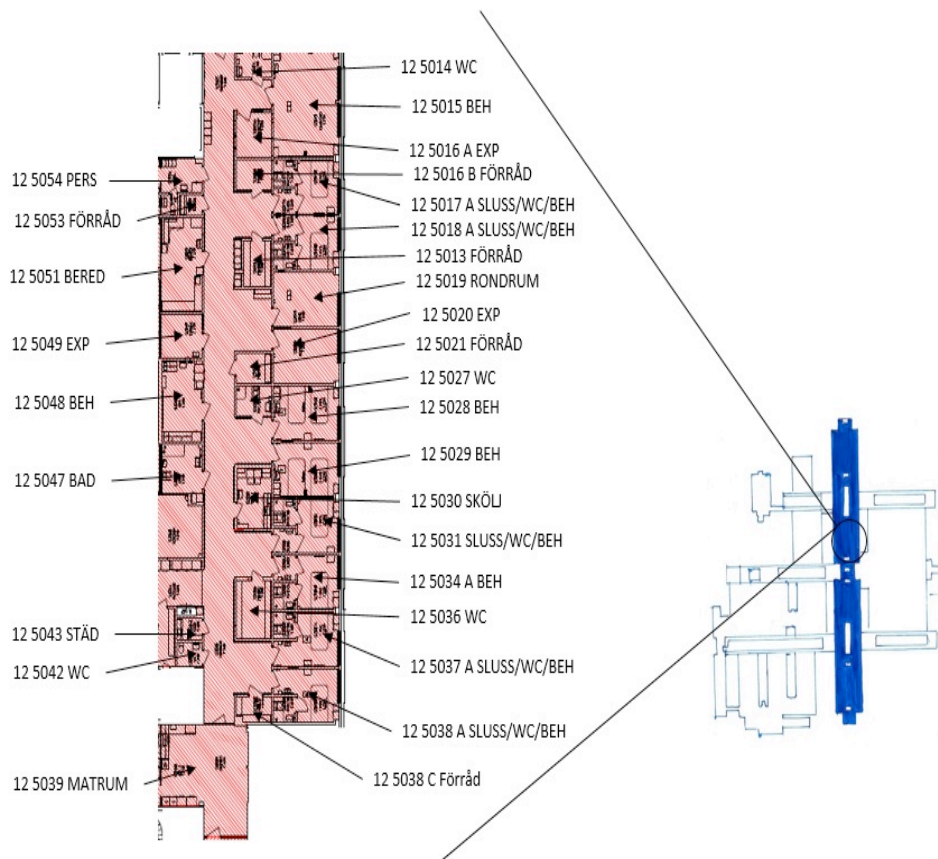 12 5014 WC
12 5015 BEH
12 5016 A EXP
12 5016 B FÖRRÅD
12 5017 A SLUSS/WC/BEH
12 5018 A SLUSS/WC/BEH
12 5013 FÖRRÅD
12 5019 RONDRUM
12 5020 EXP
12 5021 FÖRRÅD
12 5027 WC
12 5028 BEH
12 5029 BEH
12 5030 SKÖLJ
12 5031 SLUSS/WC/BEH
12 5034 A BEH
12 5036 WC
12 5037 A SLUSS/WC/BEH
12 5038 A SLUSS/WC/BEH
12 5038 C Förråd
12 5054 PERS
12 5053 FÖRRÅD
12 5051 BERED
12 5049 EXP
12 5048 BEH
12 5047 BAD
12 5043 STÄD
12 5042 WC
12 5039 MATRUM